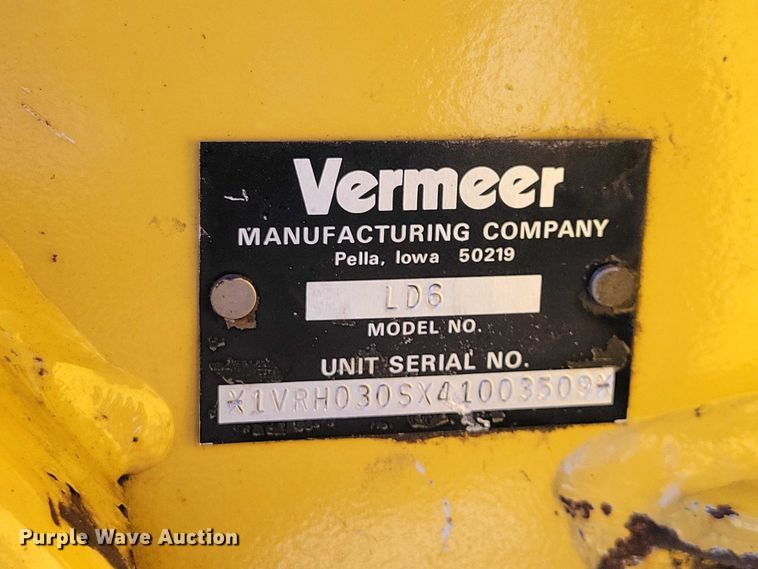 Vermeer
MANUFACTURING COMPANY
Pella, Iowa 50219
LD6
MODEL NO.
UNIT SERIAL NO.
*1VRH030SX41003509*
Purple Wave Auction